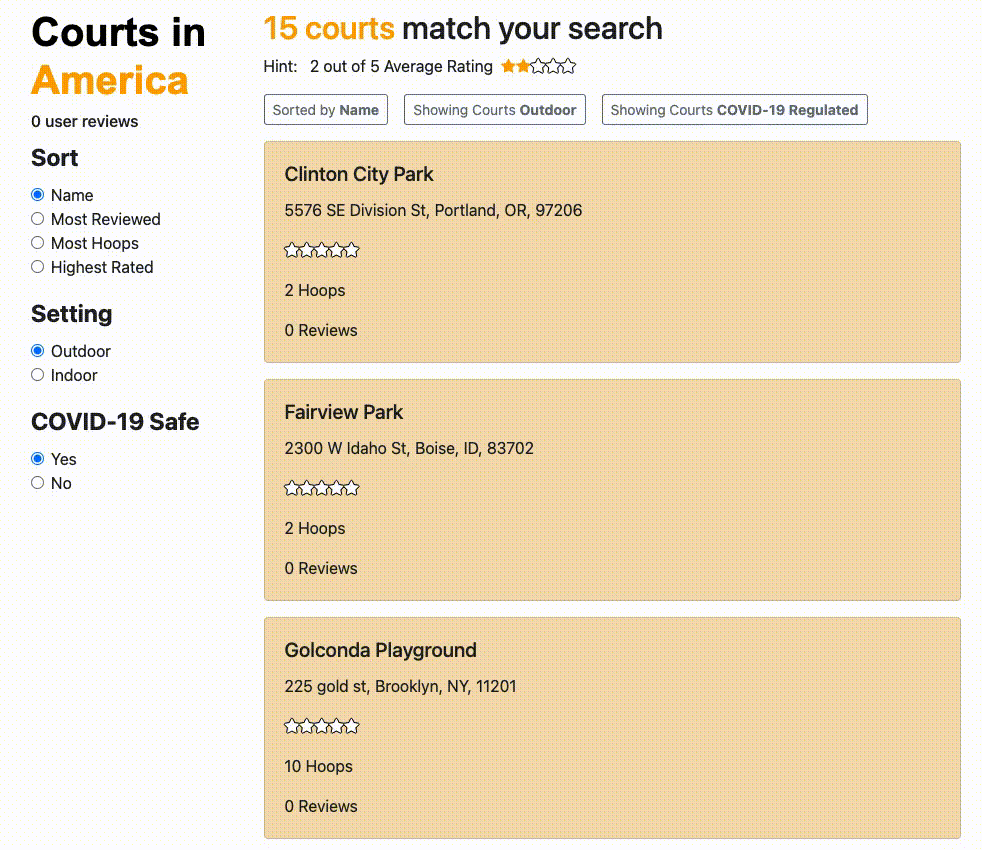 Courts in
America
0 user reviews
Sort
Name
Most Reviewed
Most Hoops
Highest Rated
Setting
Outdoor
Indoor
COVID-19 Safe
Yes
No
15 courts match your search
Hint: 2 out of 5 Average Rating
Sorted by Name
Showing Courts Outdoor
Showing Courts COVID-19 Regulated
Clinton City Park
5576 SE Division St, Portland, OR, 97206
2 Hoops
0 Reviews
Fairview Park
2300 W Idaho St, Boise, ID, 83702
2 Hoops
0 Reviews
Golconda Playground
225 gold st, Brooklyn, NY, 11201
10 Hoops
0 Reviews